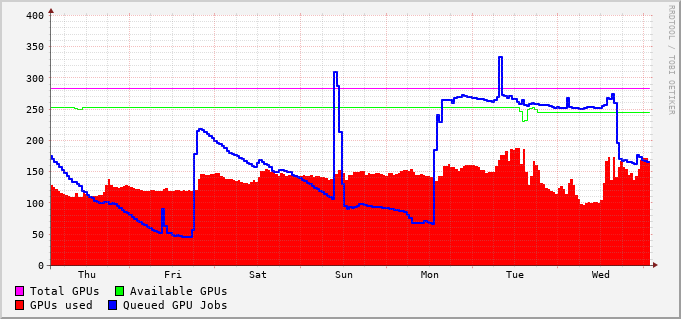 400
350
300
250
200
150
100
50
0
Thu Fri Sat Sun Mon Tue Wed
RRDTOOL / TOBI OETIKER
Total GPUs Available GPUs
GPUs used Queued GPU Jobs